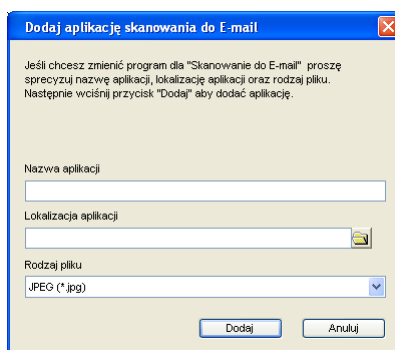 Dodaj aplikację skanowania do E-mail
Jeśli chcesz zmienić program dla "Skanowanie do E-mail" proszę
sprecyzuj nazwę aplikacji, lokalizację aplikacji oraz rodzaj pliku.
Następnie wciśnij przycisk "Dodaj" aby dodać aplikację.
Nazwa aplikacji
Lokalizacja aplikacji
Rodzaj pliku
JPEG (*.jpg)
Dodaj Anuluj